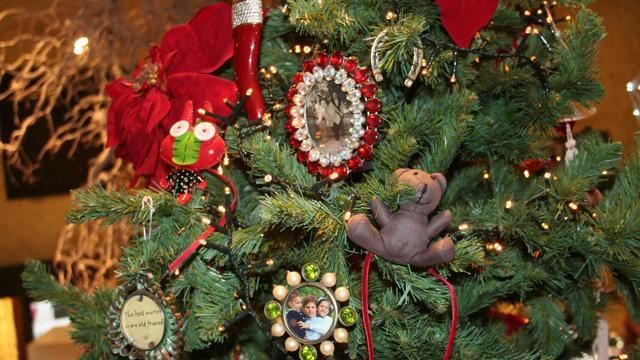 The best mirror
is an old friend